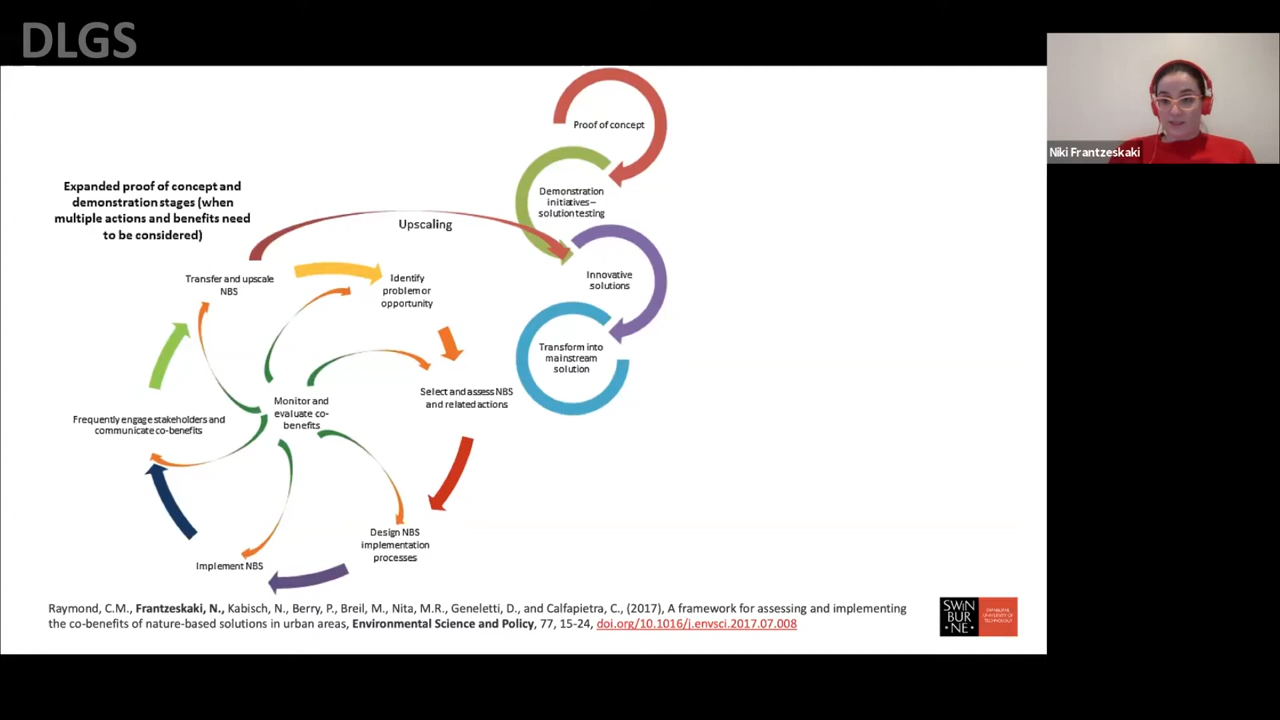 DLGS
Niki Frantzeskaki
Proof of concept
Demonstration
initiatives–
solution testing
Innovative
solutions
Transform into
mainstream
solution
Expanded proof of concept and
demonstration stages (when
multiple actions and benefits need
to be considered)
Upscaling
Transfer and upscale
NBS
Identify
problem or
opportunity
Select and assess NBS
and related actions
Monitor and
evaluate co-
benefits
Frequently engage stakeholders and
communicate co-benefits
Design NBS
implementation
processes
Implement NBS
Raymond, C.M., Frantzeskaki, N., Kabisch, N., Berry, P., Breil, M., Nita, M.R., Geneletti, D., and Calfapietra, C., (2017), A framework for assessing and implementing
the co-benefits of nature-based solutions in urban areas, Environmental Science and Policy, 77, 15-24, doi.org/10.1016/j.envsci.2017.07.008
SWiN
BUR
•NE•
SWINBURNE
UNIVERSITY OF
TECHNOLOGY